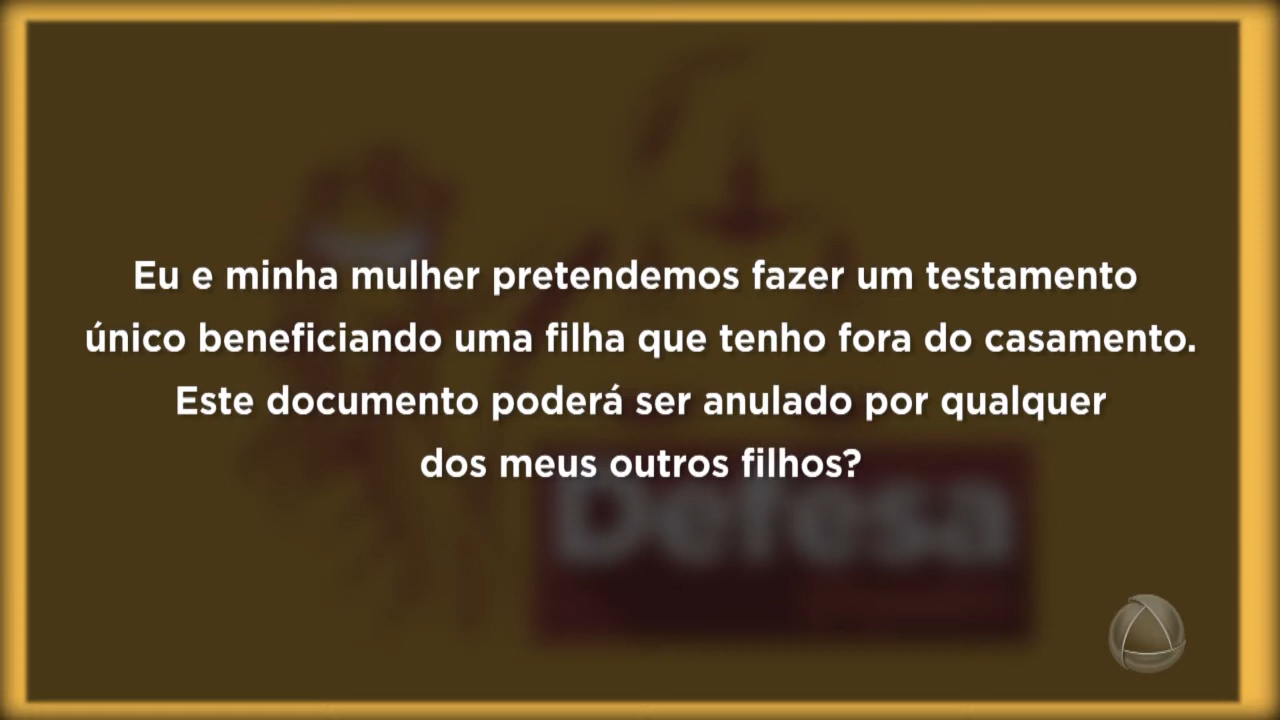 Eu e minha mulher pretendemos fazer um testamento
único beneficiando uma filha que tenho fora do casamento.
Este documento poderá ser anulado por qualquer
dos meus outros filhos?
Defesa